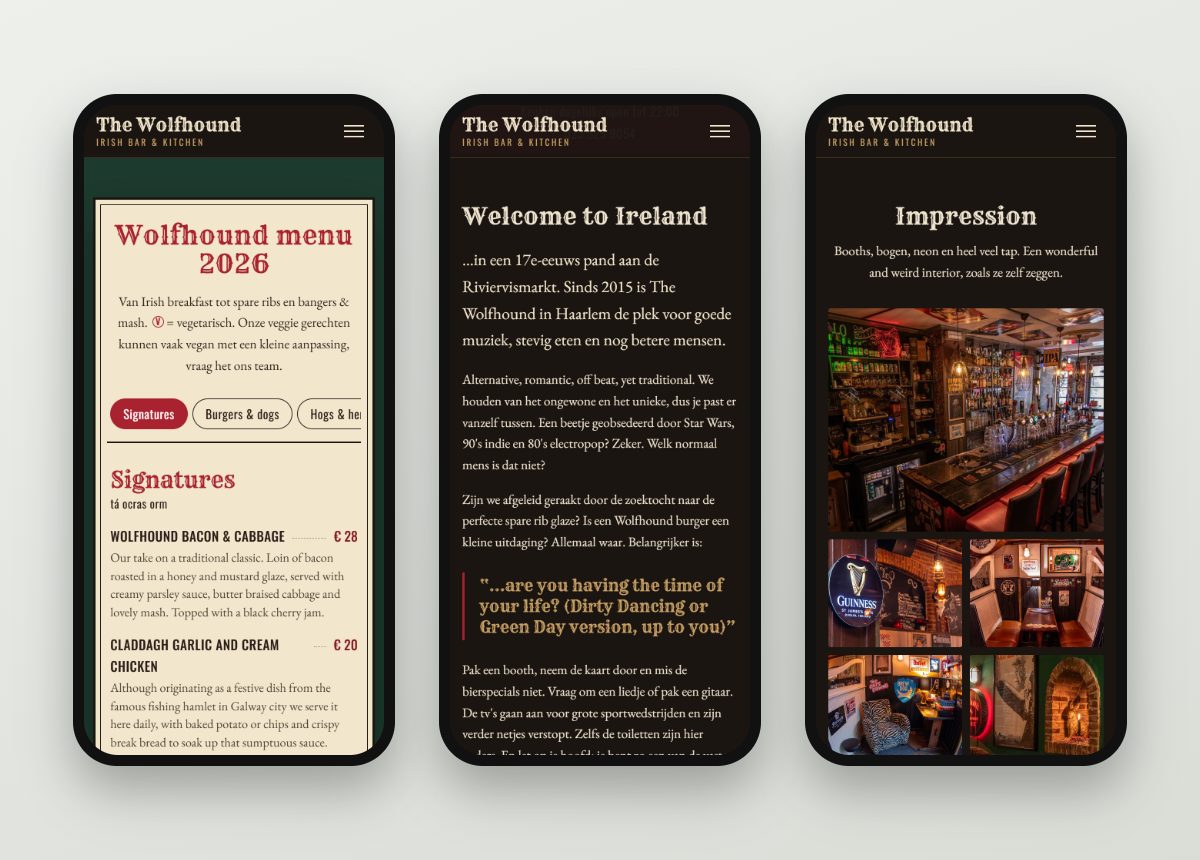 The Wolfhound
IRISH BAR & KITCHEN
Wolfhound menu
2026
Van Irish breakfast tot spare ribs en bangers &
mash. Ⓥ = vegetarisch. Onze veggie gerechten
kunnen vaak vegan met een kleine aanpassing,
vraag het ons team.
Signatures
Burgers & dogs
Hogs & he
Signatures
tá ocras orm
WOLFHOUND BACON & CABBAGE € 28
Our take on a traditional classic. Loin of bacon
roasted in a honey and mustard glaze, served with
creamy parsley sauce, butter braised cabbage and
lovely mash. Topped with a black cherry jam.
CLADDAGH GARLIC AND CREAM € 20
CHICKEN
Although originating as a festive dish from the
famous fishing hamlet in Galway city we serve it
here daily, with baked potato or chips and crispy
break bread to soak up that sumptuous sauce.
The Wolfhound
IRISH BAR & KITCHEN
Welcome to Ireland
...in een 17e-eeuws pand aan de
Riviervismarkt. Sinds 2015 is The
Wolfhound in Haarlem de plek voor goede
muziek, stevig eten en nog betere mensen.
Alternative, romantic, off beat, yet traditional. We
houden van het ongewone en het unieke, dus je past er
vanzelf tussen. Een beetje geobsedeerd door Star Wars,
90's indie en 80's electropop? Zeker. Welk normaal
mens is dat niet?
Zijn we afgeleid geraakt door de zoektocht naar de
perfecte spare rib glaze? Is een Wolfhound burger een
kleine uitdaging? Allemaal waar. Belangrijker is:
“...are you having the time of
your life? (Dirty Dancing or
Green Day version, up to you)”
Pak een booth, neem de kaart door en mis de
bierspecials niet. Vraag om een liedje of pak een gitaar.
De tv's gaan aan voor grote sportwedstrijden en zijn
verder netjes verstopt. Zelfs de toiletten zijn hier
The Wolfhound
IRISH BAR & KITCHEN
Impression
Booths, bogen, neon en heel veel tap. Een wonderful
and weird interior, zoals ze zelf zeggen.
GUINNESS